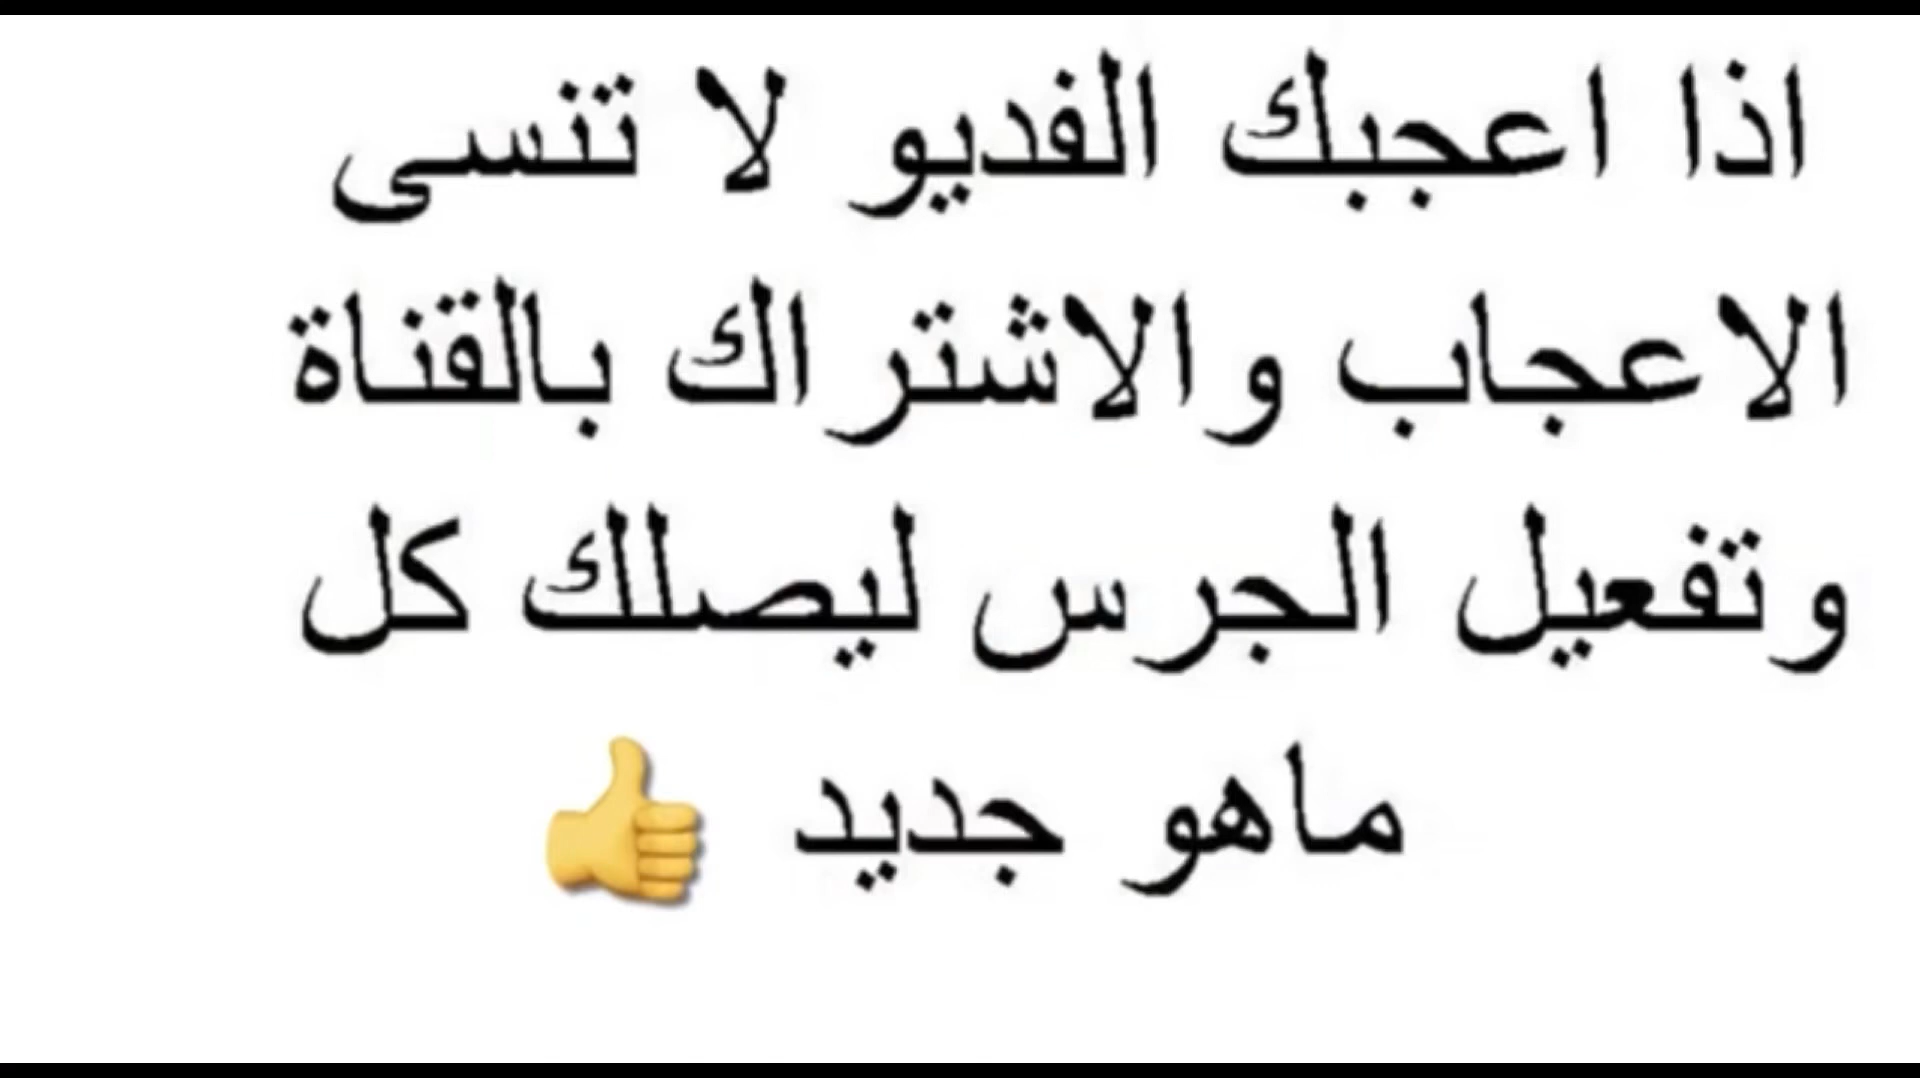 اذا اعجبك الفديو لا تنسى
الاعجاب والاشتراك بالقناة
وتفعيل الجرس ليصلك كل
ماهو جديد 👍